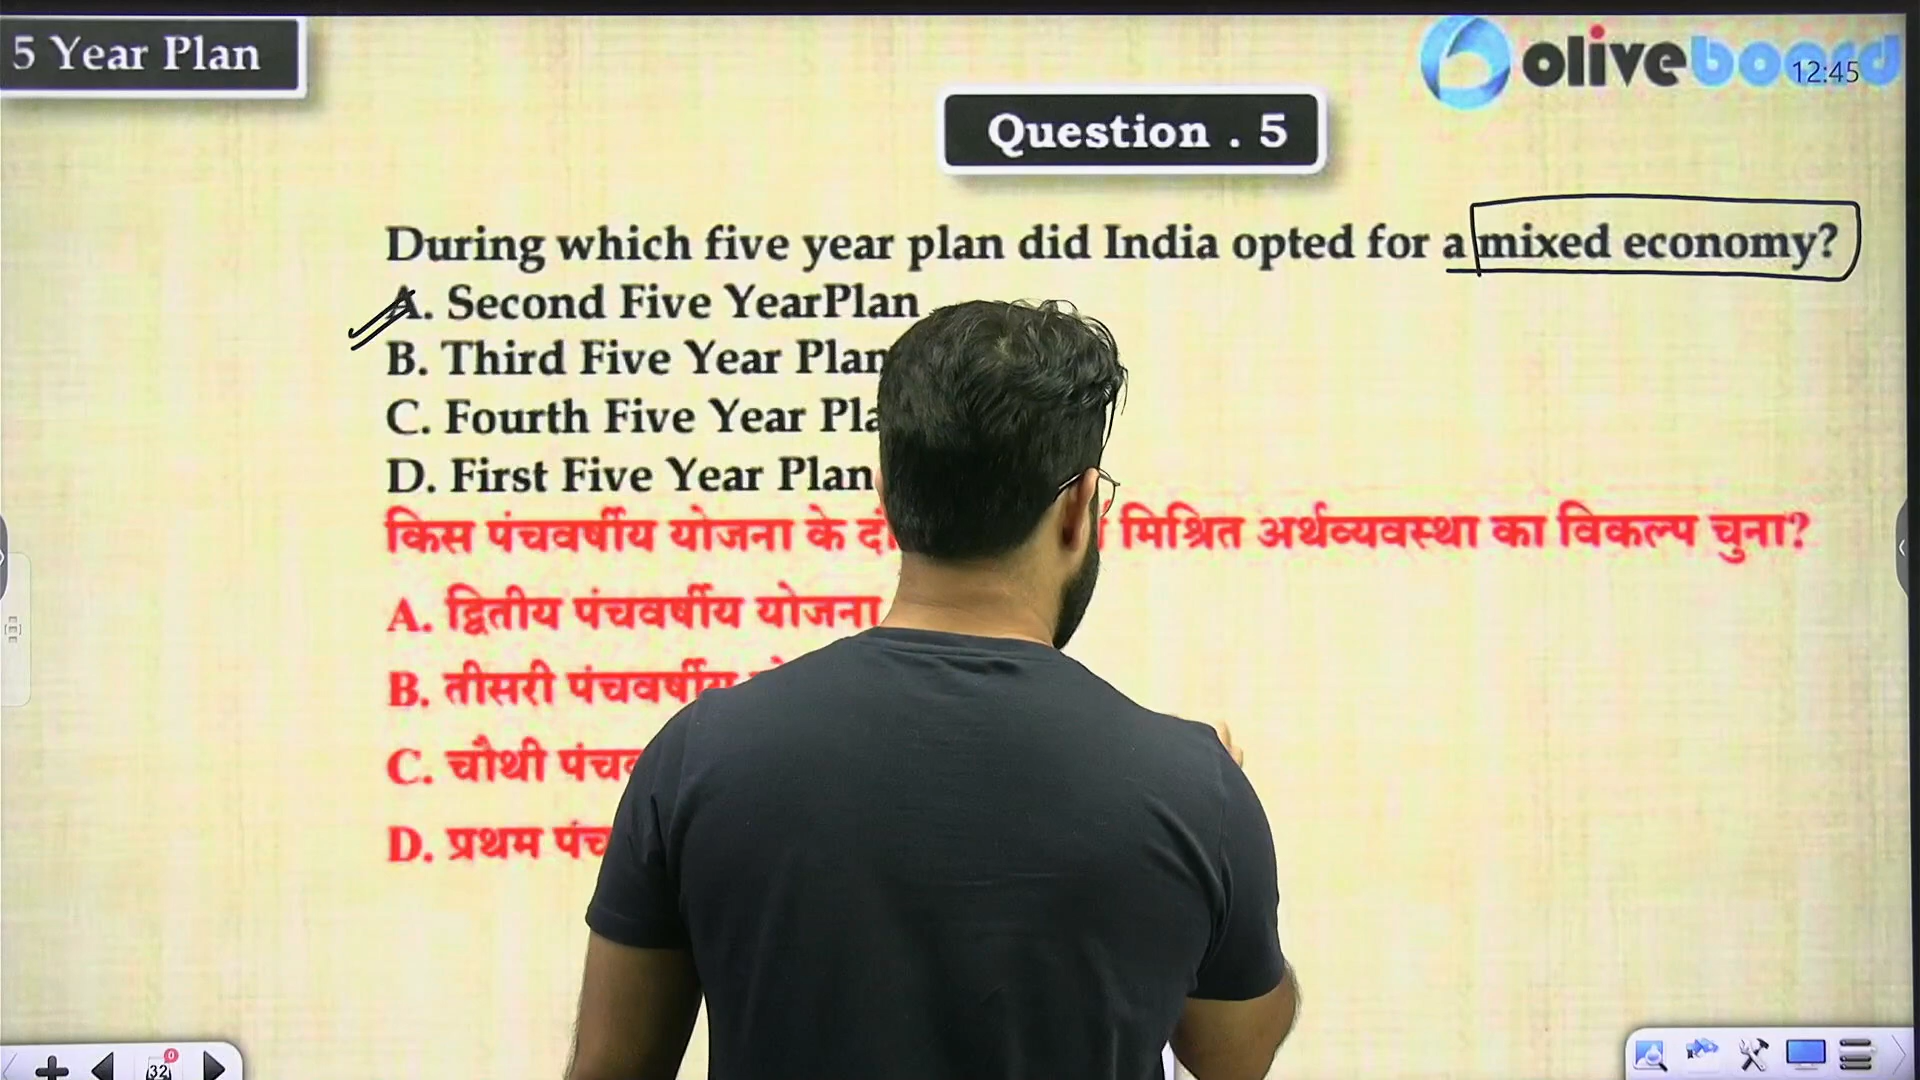 5 Year Plan
oliveboard
12:45
Question . 5
During which five year plan did India opted for a mixed economy?
A. Second Five YearPlan
B. Third Five Year Plan
C. Fourth Five Year
D. First Five Year Plan
किस पंचवर्षीय योजना के मिश्रित अर्थव्यवस्था का विकल्प चुना?
A. द्वितीय पंचवर्षीय योजना
B. तीसरी पंचवर्षीय
C. चौथी
D. प्रथम
32
0